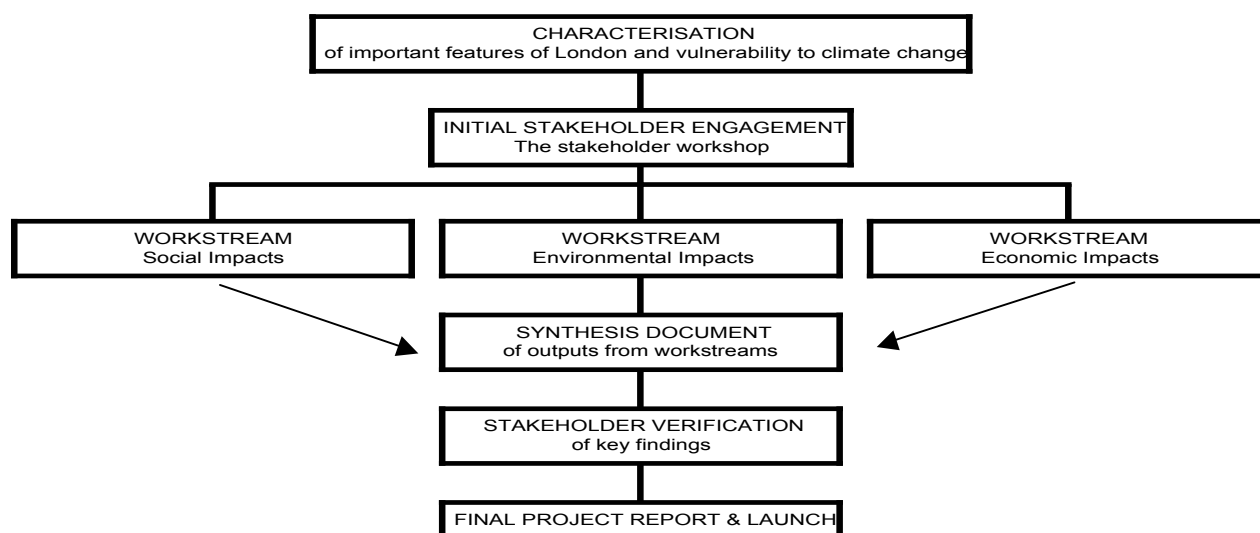 CHARACTERISATION
of important features of London and vulnerability to climate change
INITIAL STAKEHOLDER ENGAGEMENT
The stakeholder workshop
WORKSTREAM
Social Impacts
WORKSTREAM
Environmental Impacts
WORKSTREAM
Economic Impacts
SYNTHESIS DOCUMENT
of outputs from workstreams
STAKEHOLDER VERIFICATION
of key findings
FINAL PROJECT REPORT & LAUNCH